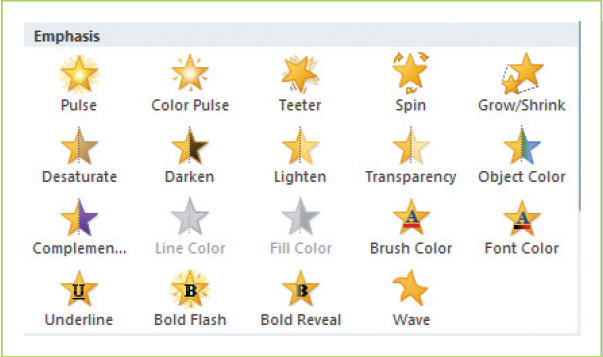 Emphasis
Pulse Color Pulse Teeter Spin Grow/Shrink
Desaturate Darken Lighten Transparency Object Color
Complemen... Line Color Fill Color Brush Color Font Color
A A
U B B
Underline Bold Flash Bold Reveal Wave